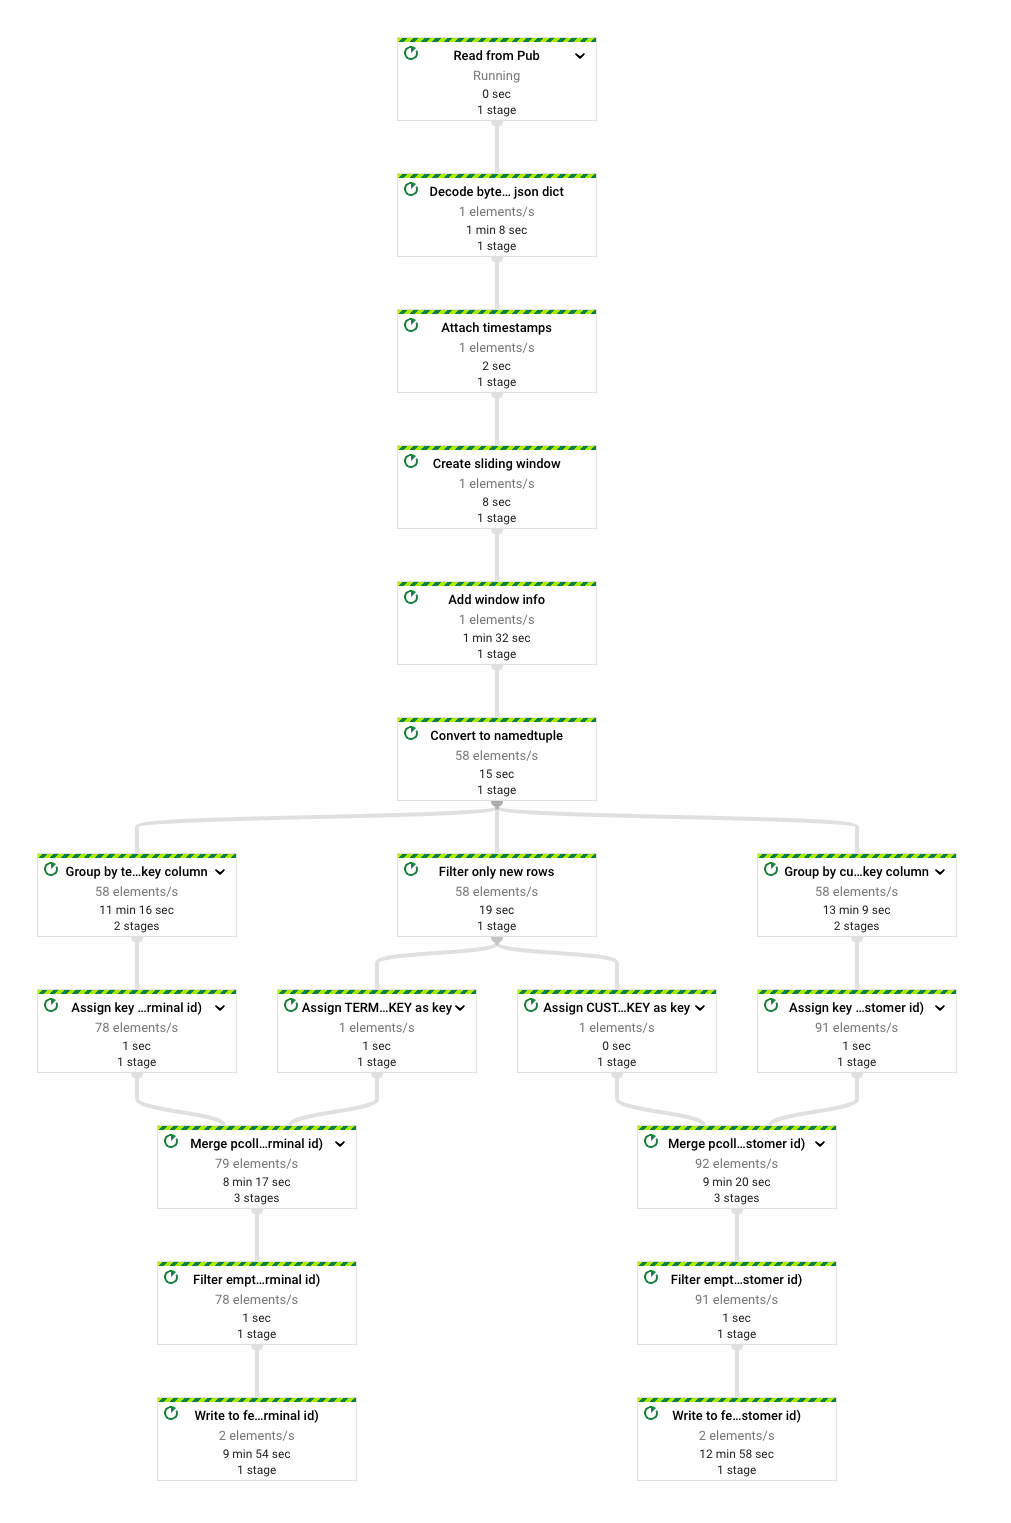 Read from Pub
Running
0 sec
1 stage
Decode byte... json dict
1 elements/s
1 min 8 sec
1 stage
Attach timestamps
1 elements/s
2 sec
1 stage
Create sliding window
1 elements/s
8 sec
1 stage
Add window info
1 elements/s
1 min 32 sec
1 stage
Convert to namedtuple
58 elements/s
15 sec
1 stage
Group by te...key column
58 elements/s
11 min 16 sec
2 stages
Filter only new rows
58 elements/s
19 sec
1 stage
Group by cu...key column
58 elements/s
13 min 9 sec
2 stages
Assign key ...rminal id)
78 elements/s
1 sec
1 stage
Assign TERM...KEY as key
1 elements/s
1 sec
1 stage
Assign CUST...KEY as key
1 elements/s
0 sec
1 stage
Assign key ...stomer id)
91 elements/s
1 sec
1 stage
Merge pcoll...rminal id)
79 elements/s
8 min 17 sec
3 stages
Merge pcoll...stomer id)
92 elements/s
9 min 20 sec
3 stages
Filter empt...rminal id)
78 elements/s
1 sec
1 stage
Filter empt...stomer id)
91 elements/s
1 sec
1 stage
Write to fe...rminal id)
2 elements/s
9 min 54 sec
1 stage
Write to fe...stomer id)
2 elements/s
12 min 58 sec
1 stage